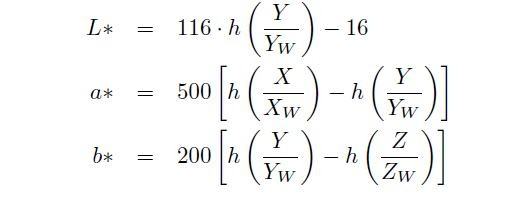 L* = 116 · h(Y/Y_W) − 16
a* = 500 [h(X/X_W) − h(Y/Y_W)]
b* = 200 [h(Y/Y_W) − h(Z/Z_W)]